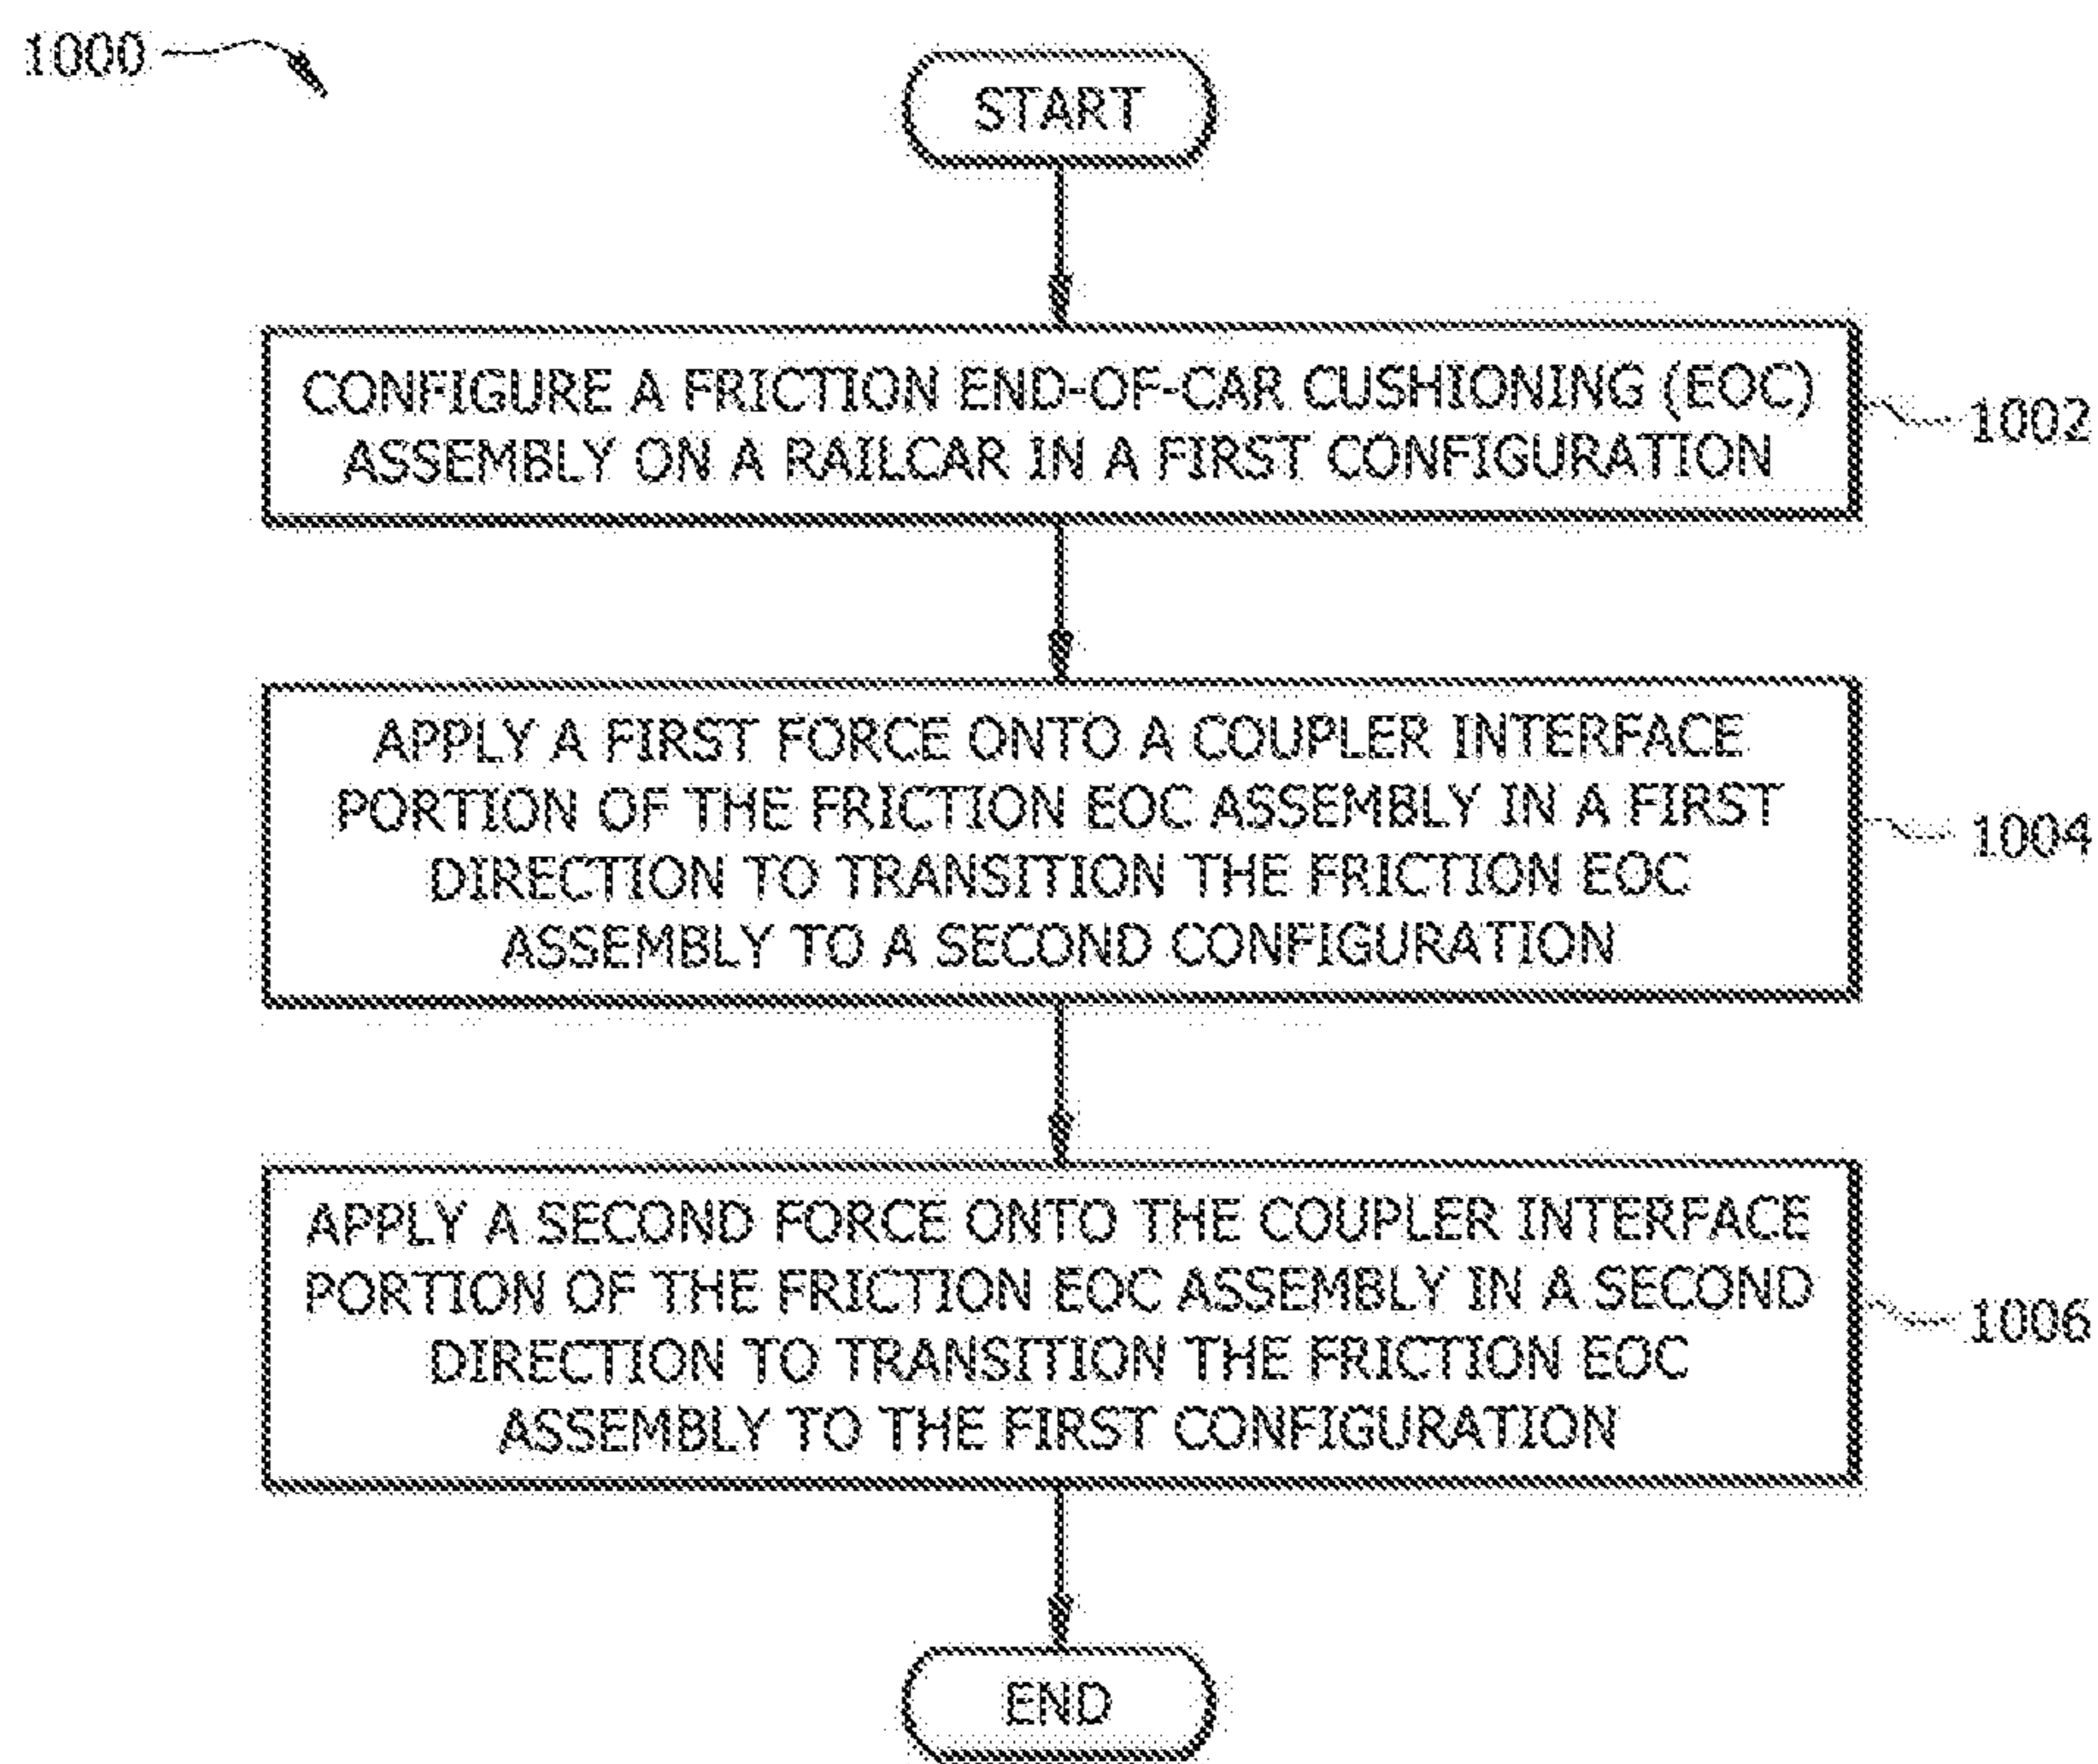 1000
START
CONFIGURE A FRICTION END-OF-CAR CUSHIONING (EOC)
ASSEMBLY ON A RAILCAR IN A FIRST CONFIGURATION
1002
APPLY A FIRST FORCE ONTO A COUPLER INTERFACE
PORTION OF THE FRICTION EOC ASSEMBLY IN A FIRST
DIRECTION TO TRANSITION THE FRICTION EOC
ASSEMBLY TO A SECOND CONFIGURATION
1004
APPLY A SECOND FORCE ONTO THE COUPLER INTERFACE
PORTION OF THE FRICTION EOC ASSEMBLY IN A SECOND
DIRECTION TO TRANSITION THE FRICTION EOC
ASSEMBLY TO THE FIRST CONFIGURATION
1006
END